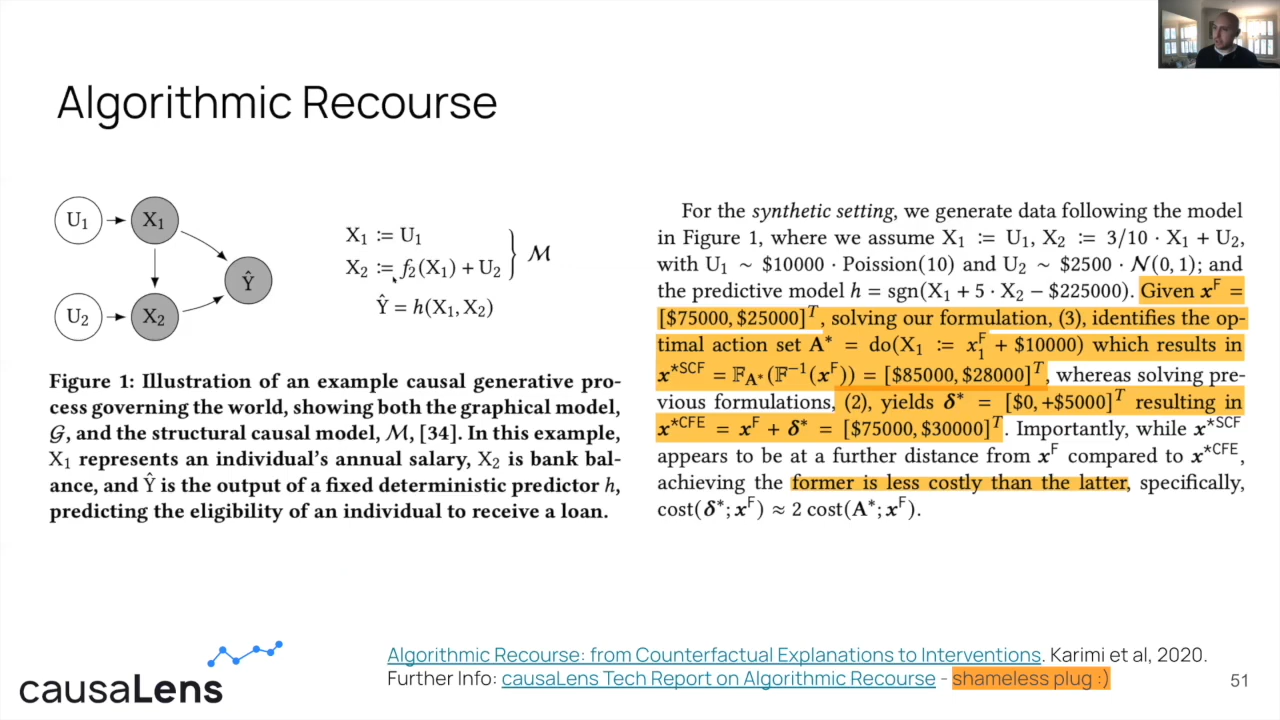 Algorithmic Recourse
U₁
X₁
U₂
X₂
Ŷ
X₁ := U₁
X₂ := f₂(X₁) + U₂
Ŷ = h(X₁, X₂)
ℳ
Figure 1: Illustration of an example causal generative pro-
cess governing the world, showing both the graphical model,
𝒢, and the structural causal model, ℳ, [34]. In this example,
X₁ represents an individual's annual salary, X₂ is bank bal-
ance, and Ŷ is the output of a fixed deterministic predictor h,
predicting the eligibility of an individual to receive a loan.
For the synthetic setting, we generate data following the model
in Figure 1, where we assume X₁ := U₁, X₂ := 3/10 · X₁ + U₂,
with U₁ ~ $10000 · Poission(10) and U₂ ~ $2500 · 𝒩(0, 1); and
the predictive model h = sgn(X₁ + 5 · X₂ − $225000). Given xᶠ =
[$75000, $25000]ᵀ, solving our formulation, (3), identifies the op-
timal action set A* = do(X₁ := x₁ᶠ + $10000) which results in
x*ˢᶜᶠ = 𝔽_A*(𝔽⁻¹(xᶠ)) = [$85000, $28000]ᵀ, whereas solving pre-
vious formulations, (2), yields δ* = [$0, +$5000]ᵀ resulting in
x*ᶜᶠᴱ = xᶠ + δ* = [$75000, $30000]ᵀ. Importantly, while x*ˢᶜᶠ
appears to be at a further distance from xᶠ compared to x*ᶜᶠᴱ,
achieving the former is less costly than the latter, specifically,
cost(δ*; xᶠ) ≈ 2 cost(A*; xᶠ).
causaLens
Algorithmic Recourse: from Counterfactual Explanations to Interventions. Karimi et al, 2020.
Further Info: causaLens Tech Report on Algorithmic Recourse - shameless plug :)
51